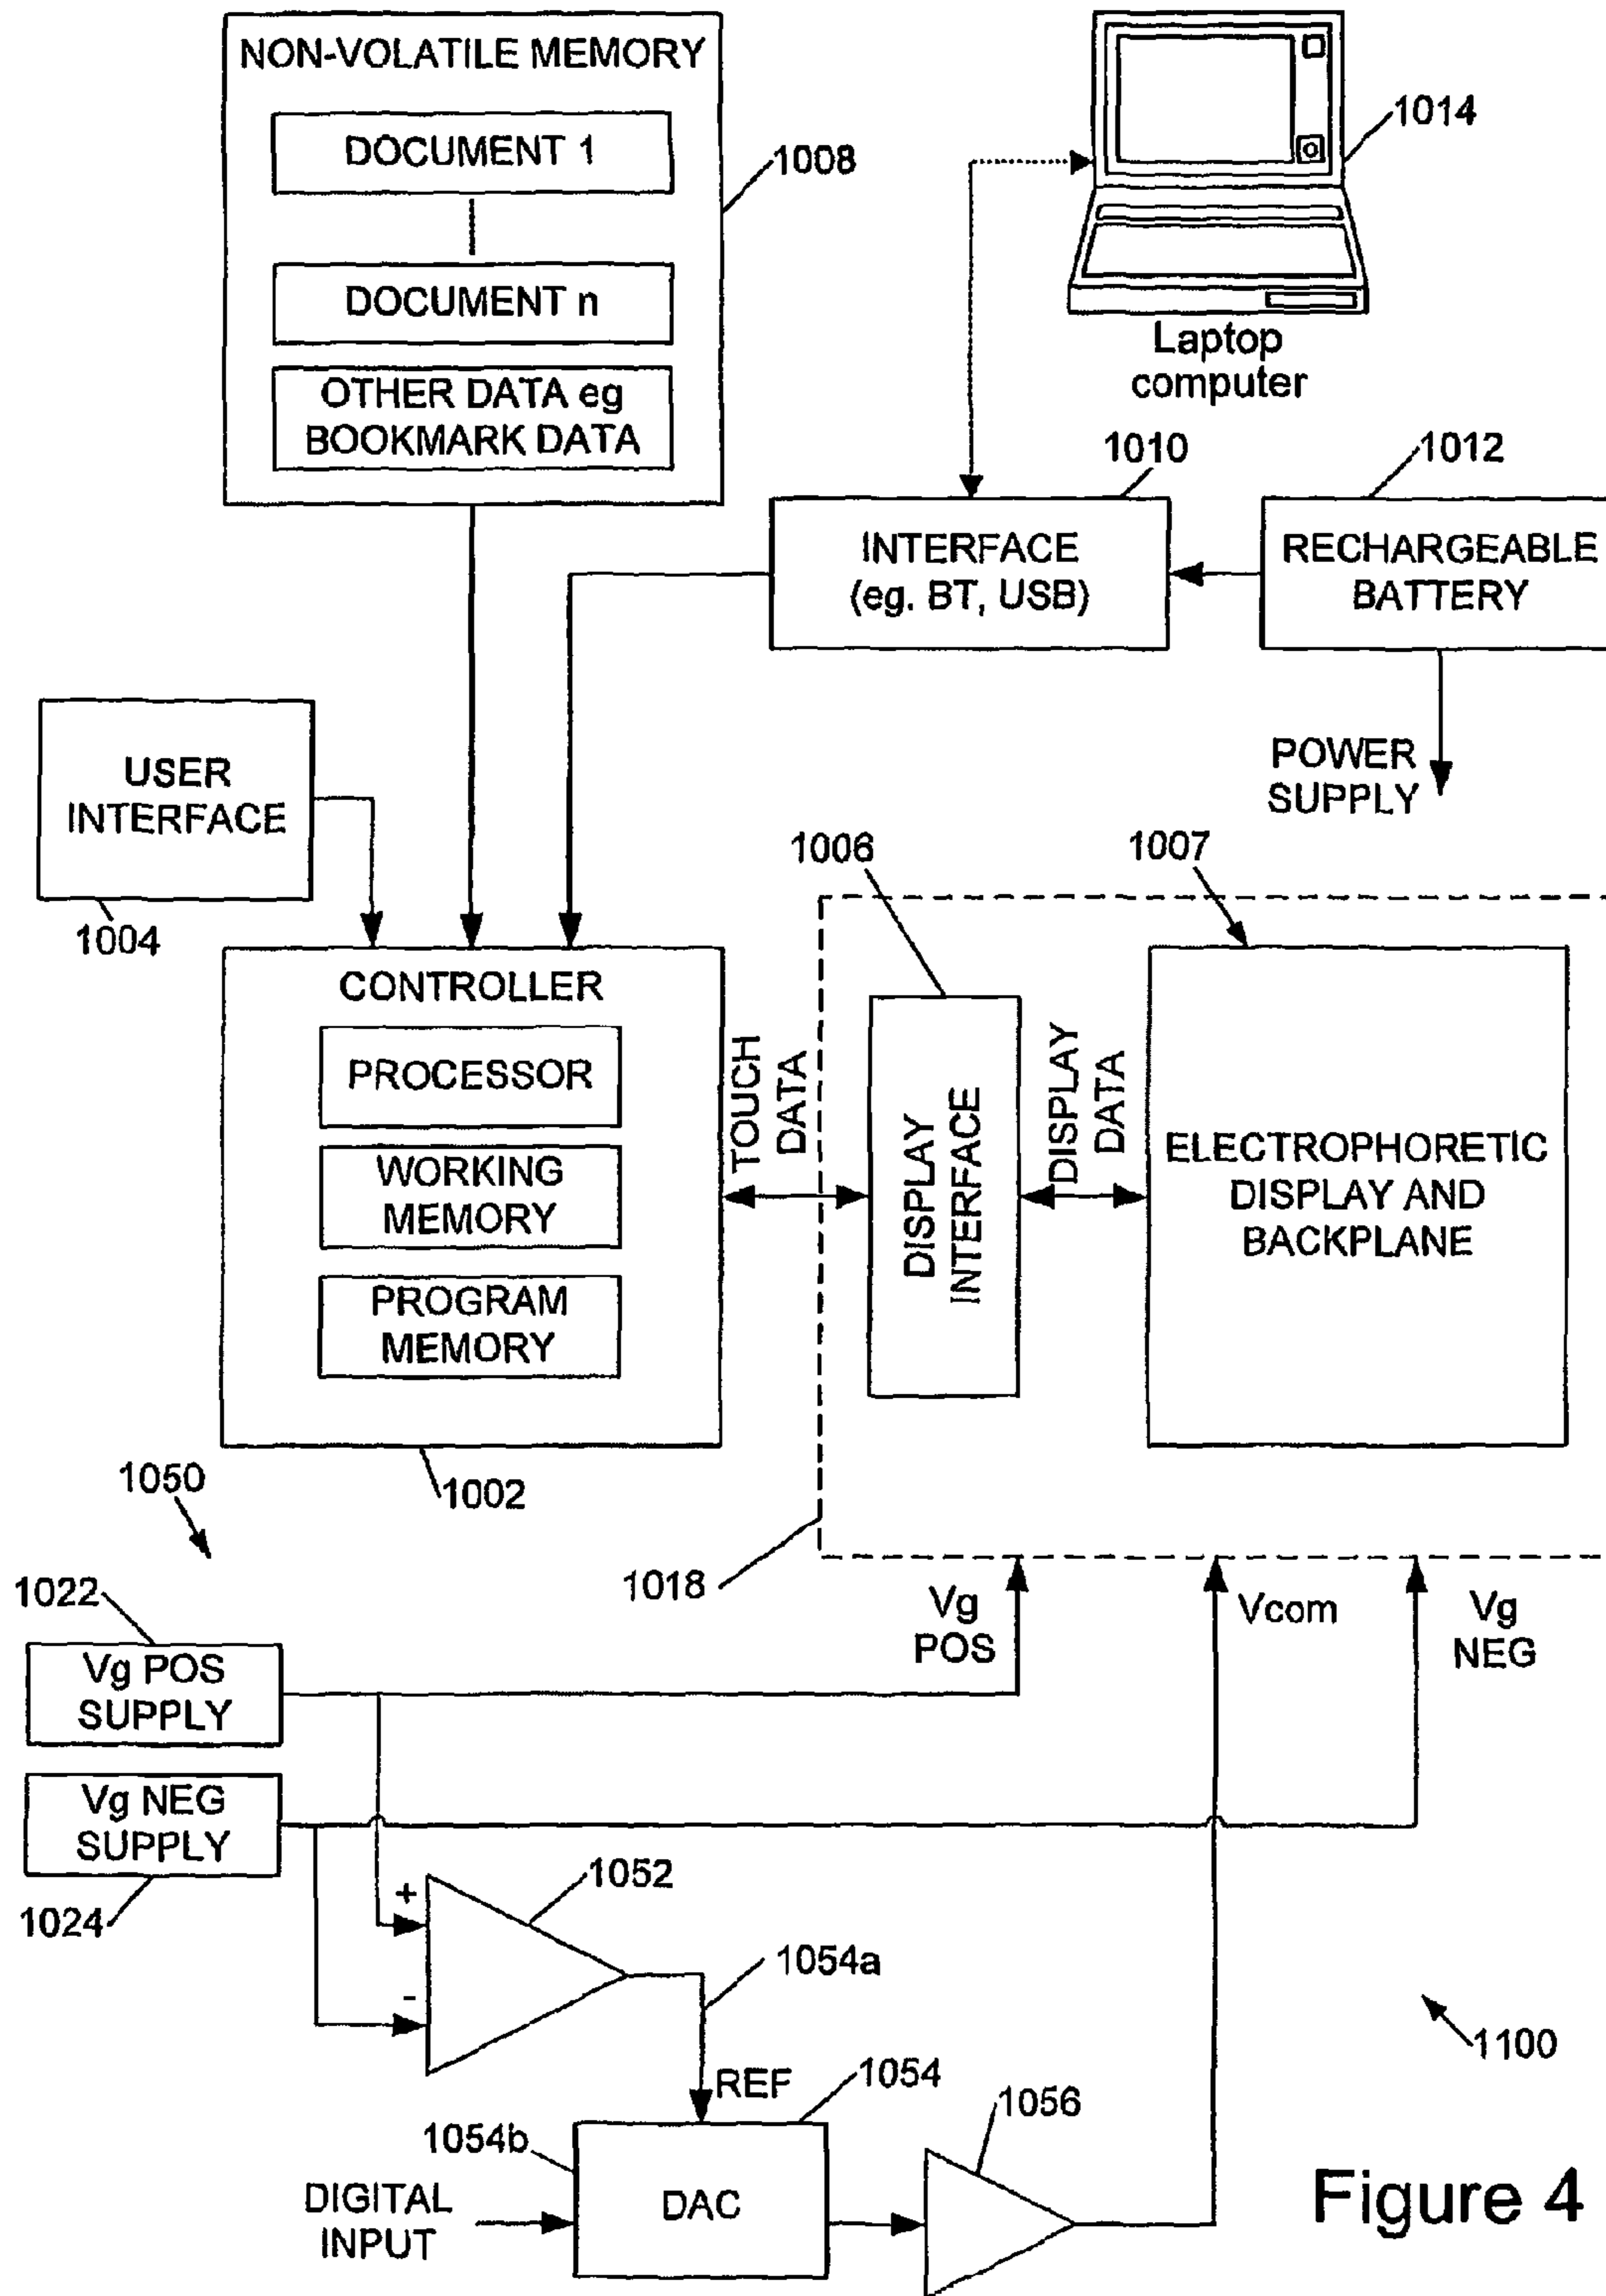 NON-VOLATILE MEMORY
DOCUMENT 1
DOCUMENT n
OTHER DATA eg
BOOKMARK DATA
1008
1014
Laptop
computer
1010
1012
INTERFACE
(eg. BT, USB)
RECHARGEABLE
BATTERY
POWER
SUPPLY
USER
INTERFACE
1004
1006
1007
CONTROLLER
PROCESSOR
WORKING
MEMORY
PROGRAM
MEMORY
TOUCH
DATA
DISPLAY
INTERFACE
DISPLAY
DATA
ELECTROPHORETIC
DISPLAY AND
BACKPLANE
1002
1050
1018
Vg
POS
Vcom
Vg
NEG
1022
Vg POS
SUPPLY
Vg NEG
SUPPLY
1024
+
-
1052
1054a
REF
1054
1054b
1056
1100
DIGITAL
INPUT
DAC
Figure 4